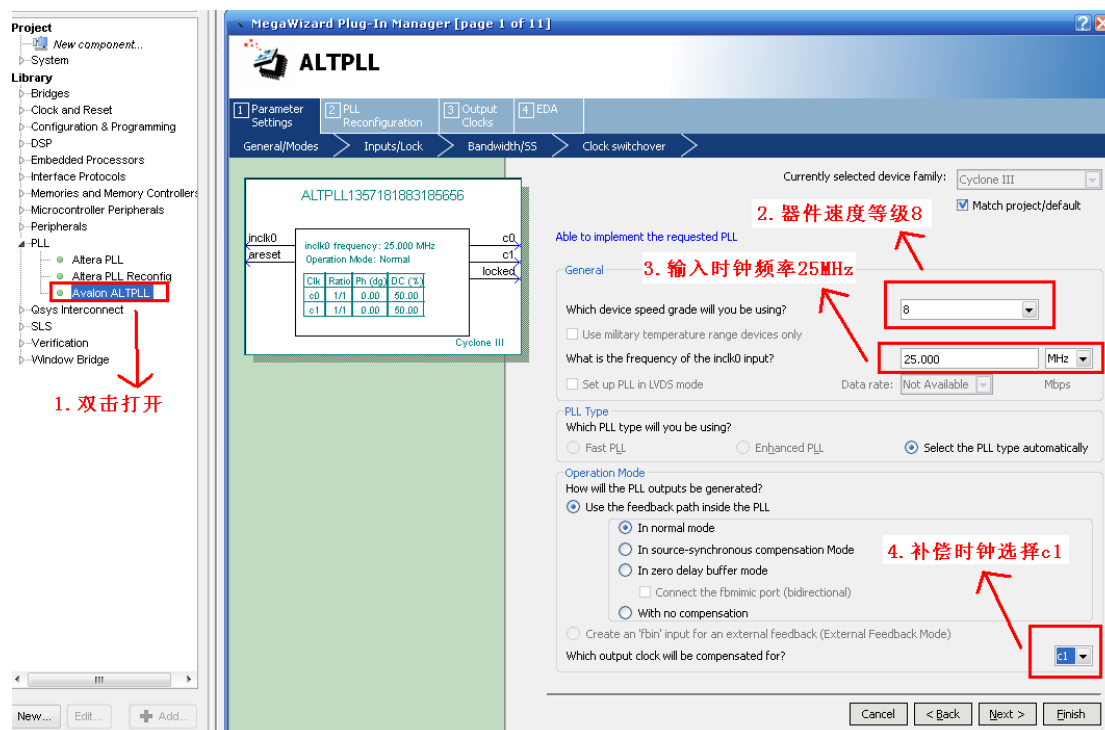 Project
New component...
System
Library
Bridges
Clock and Reset
Configuration & Programming
DSP
Embedded Processors
Interface Protocols
Memories and Memory Controllers
Microcontroller Peripherals
Peripherals
PLL
Altera PLL
Altera PLL Reconfig
Avalon ALTPLL
Qsys Interconnect
SLS
Verification
Window Bridge
1. 双击打开
New...
Edit...
Add...
MegaWizard Plug-In Manager [page 1 of 11]
ALTPLL
1 Parameter Settings
2 PLL Reconfiguration
3 Output Clocks
4 EDA
General/Modes
Inputs/Lock
Bandwidth/SS
Clock switchover
ALTPLL1357181883185656
inclk0
areset
inclk0 frequency: 25.000 MHz
Operation Mode: Normal
Clk Ratio Ph (dg) DC (%)
c0 1/1 0.00 50.00
c1 1/1 0.00 50.00
c0
c1
locked
Cyclone III
Currently selected device family: Cyclone III
Match project/default
2. 器件速度等级8
Able to implement the requested PLL
General
3. 输入时钟频率25MHz
Which device speed grade will you be using? 8
Use military temperature range devices only
What is the frequency of the inclk0 input? 25.000 MHz
Set up PLL in LVDS mode Data rate: Not Available Mbps
PLL Type
Which PLL type will you be using?
Fast PLL Enhanced PLL Select the PLL type automatically
Operation Mode
How will the PLL outputs be generated?
Use the feedback path inside the PLL
In normal mode
In source-synchronous compensation Mode
4. 补偿时钟选择c1
In zero delay buffer mode
Connect the fbmimic port (bidirectional)
With no compensation
Create an 'fbin' input for an external feedback (External Feedback Mode)
Which output clock will be compensated for? c1
Cancel < Back Next > Finish